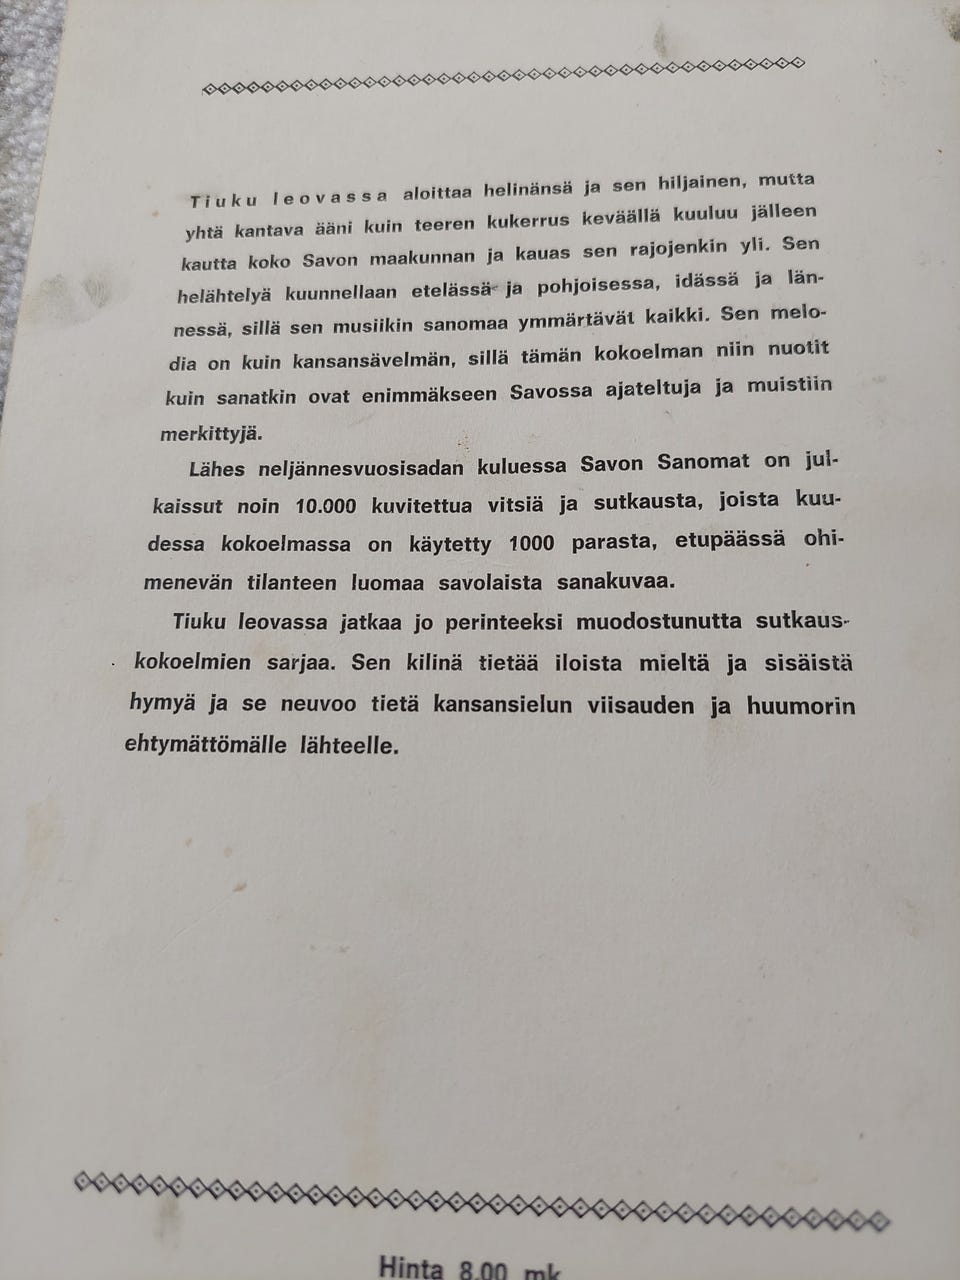 Tiuku leovassa aloittaa helinänsä ja sen hiljainen, mutta
yhtä kantava ääni kuin teeren kukerrus keväällä kuuluu jälleen
kautta koko Savon maakunnan ja kauas sen rajojenkin yli. Sen
helähtelyä kuunnellaan etelässä ja pohjoisessa, idässä ja län-
nessä, sillä sen musiikin sanomaa ymmärtävät kaikki. Sen melo-
dia on kuin kansansävelmän, sillä tämän kokoelman niin nuotit
kuin sanatkin ovat enimmäkseen Savossa ajateltuja ja muistiin
merkittyjä.
Lähes neljännesvuosisadan kuluessa Savon Sanomat on jul-
kaissut noin 10.000 kuvitettua vitsiä ja sutkausta, joista kuu-
dessa kokoelmassa on käytetty 1000 parasta, etupäässä ohi-
menevän tilanteen luomaa savolaista sanakuvaa.
Tiuku leovassa jatkaa jo perinteeksi muodostunutta sutkaus-
kokoelmien sarjaa. Sen kilinä tietää iloista mieltä ja sisäistä
hymyä ja se neuvoo tietä kansansielun viisauden ja huumorin
ehtymättömälle lähteelle.
Hinta 8.00 mk